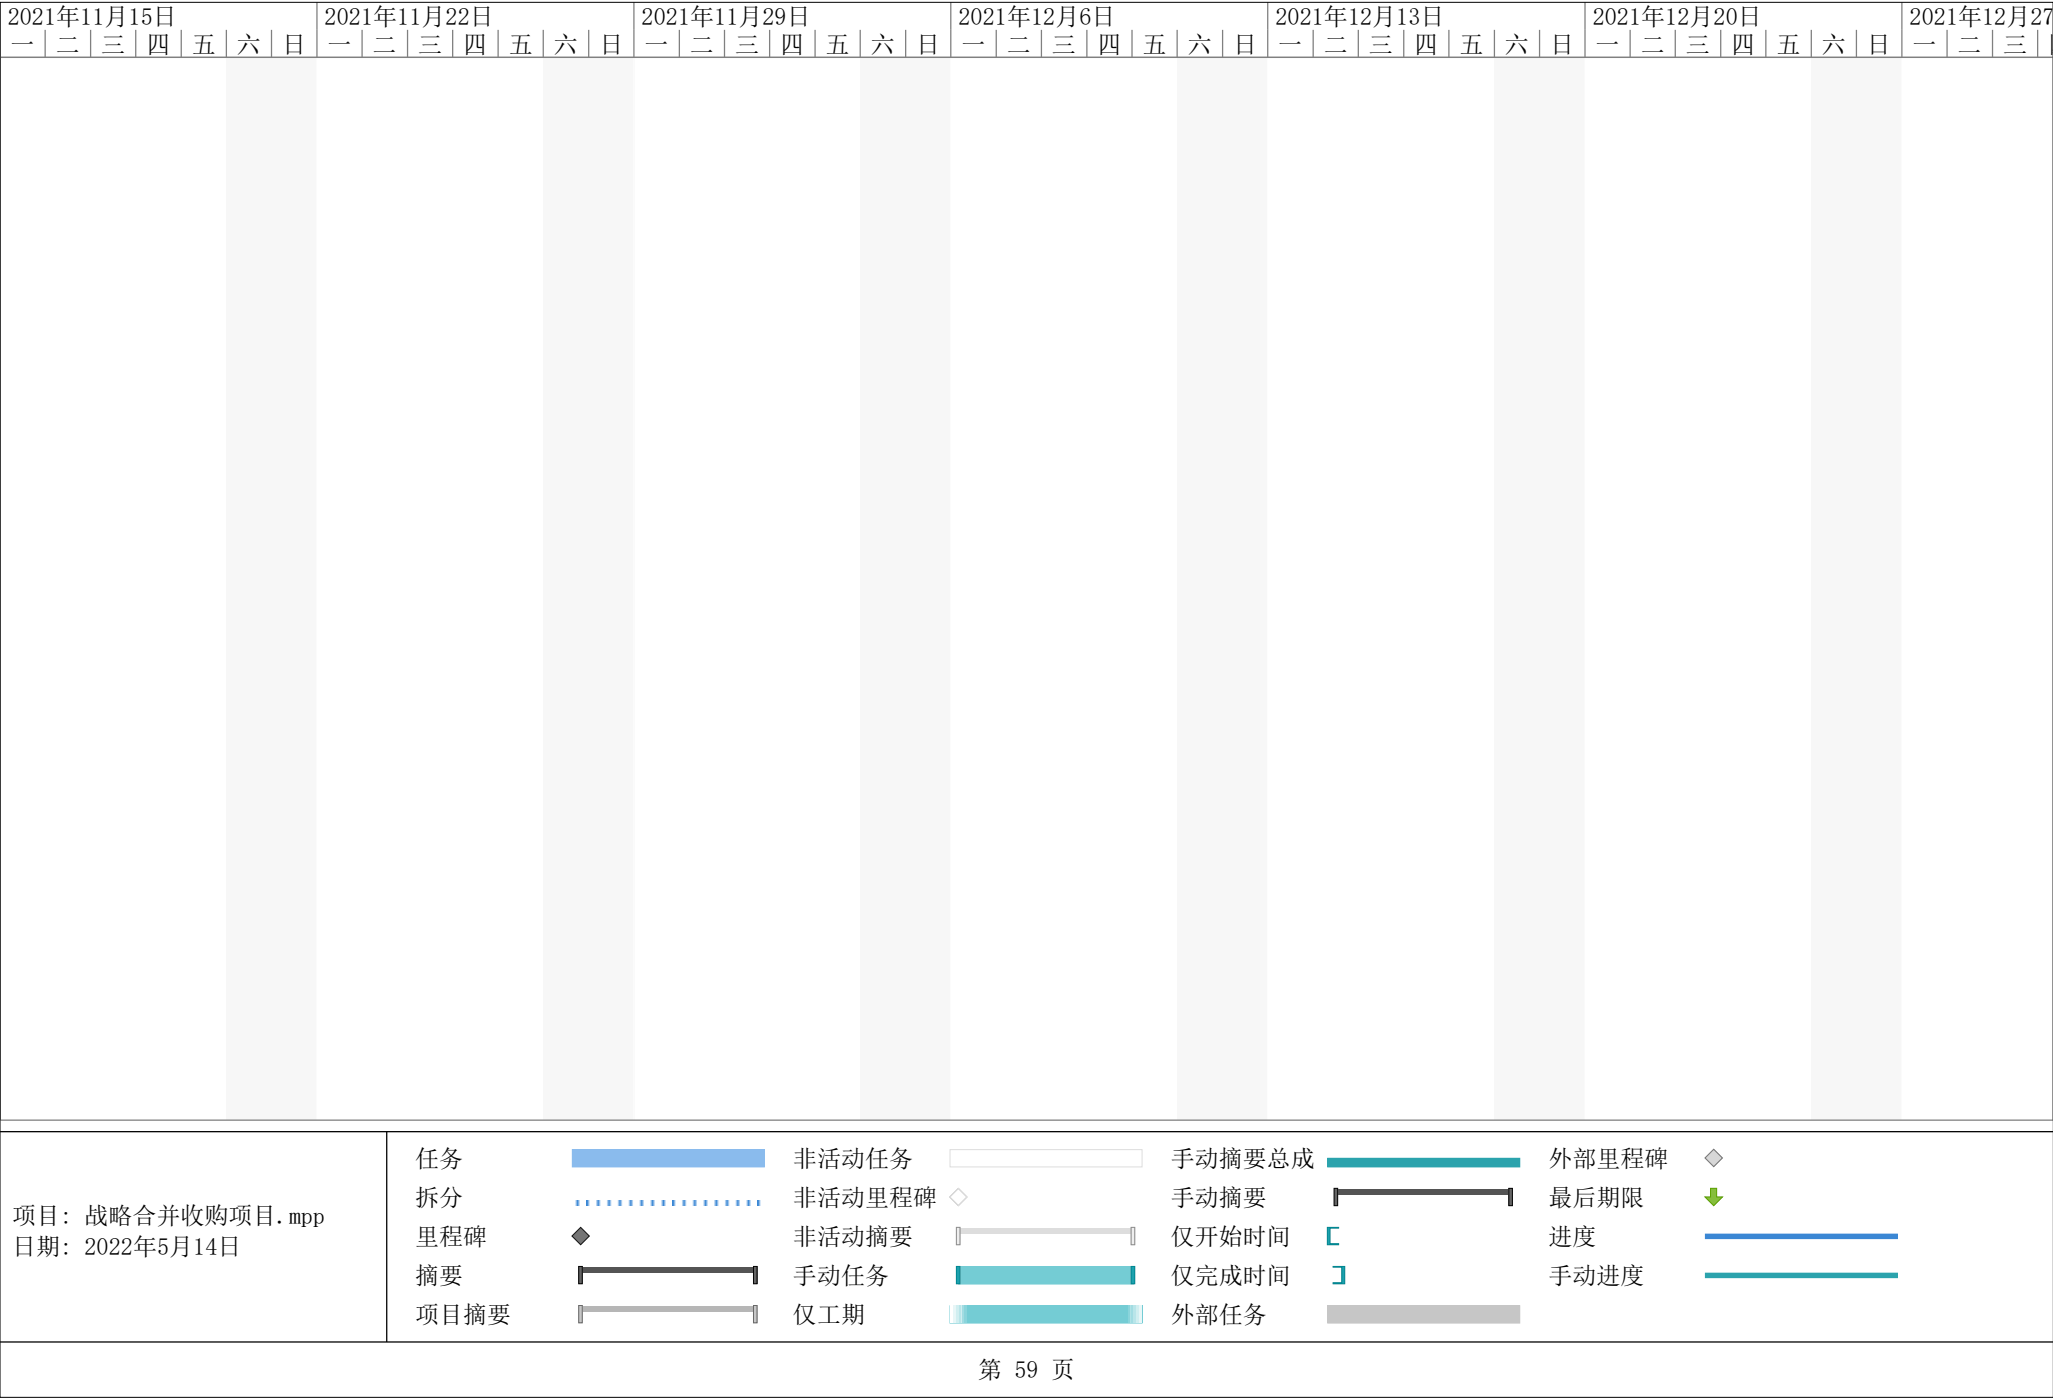 2021年11月15日 2021年11月22日 2021年11月29日 2021年12月6日 2021年12月13日 2021年12月20日 2021年12月27
一 二 三 四 五 六 日 一 二 三 四 五 六 日 一 二 三 四 五 六 日 一 二 三 四 五 六 日 一 二 三 四 五 六 日 一 二 三 四 五 六 日 一 二 三
项目: 战略合并收购项目.mpp
日期: 2022年5月14日
任务 非活动任务 手动摘要总成 外部里程碑
拆分 非活动里程碑 手动摘要 最后期限
里程碑 非活动摘要 仅开始时间 进度
摘要 手动任务 仅完成时间 手动进度
项目摘要 仅工期 外部任务
第 59 页